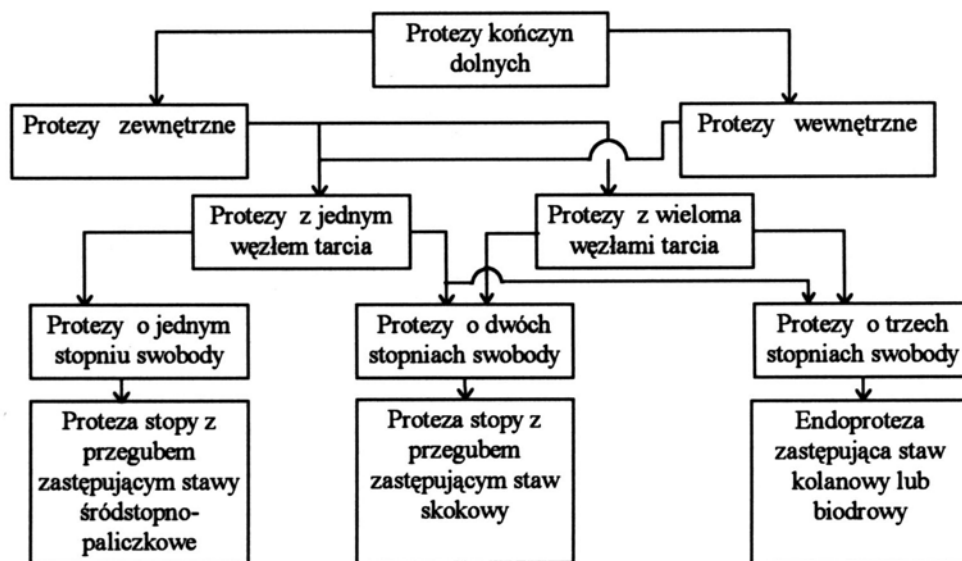 Protezy kończyn
dolnych
Protezy zewnętrzne
Protezy wewnętrzne
Protezy z jednym
węzłem tarcia
Protezy z wieloma
węzłami tarcia
Protezy o jednym
stopniu swobody
Protezy o dwóch
stopniach swobody
Protezy o trzech
stopniach swobody
Proteza stopy z
przegubem
zastępującym stawy
śródstopno-
paliczkowe
Proteza stopy z
przegubem
zastępującym staw
skokowy
Endoproteza
zastępująca staw
kolanowy lub
biodrowy